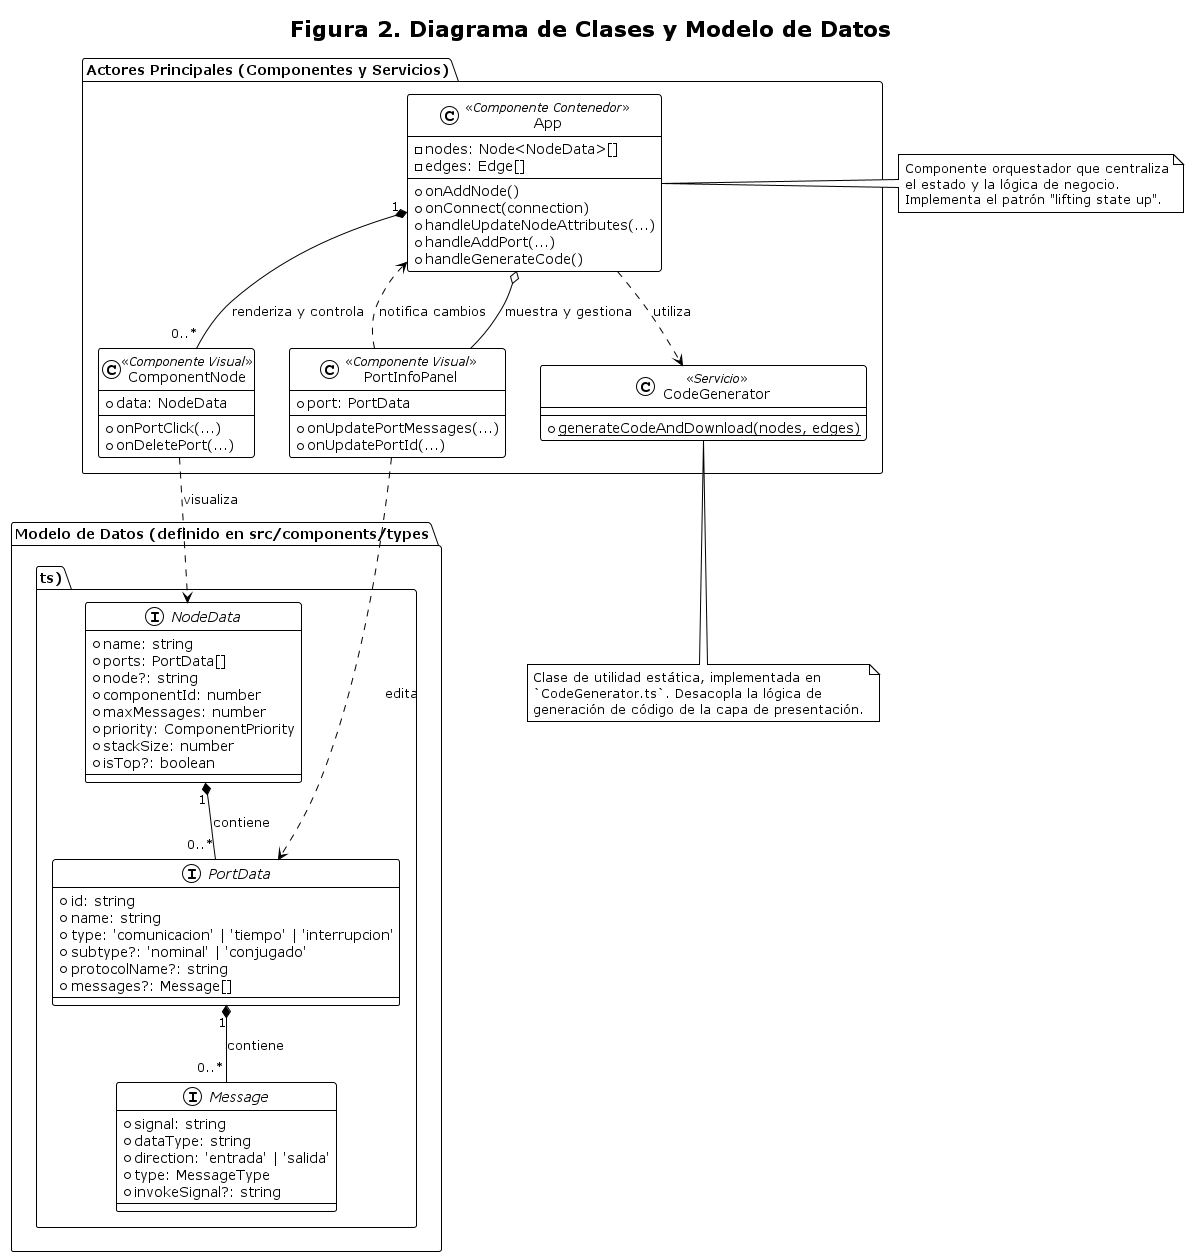 Figura 2. Diagrama de Clases y Modelo de Datos
Actores Principales (Componentes y Servicios)
C
«Componente Contenedor»
App
nodes: Node<NodeData>[]
edges: Edge[]
onAddNode()
onConnect(connection)
handleUpdateNodeAttributes(...)
handleAddPort(...)
handleGenerateCode()
Componente orquestador que centraliza
el estado y la lógica de negocio.
Implementa el patrón "lifting state up".
1
0..*
renderiza y controla
notifica cambios
muestra y gestiona
utiliza
C
«Componente Visual»
ComponentNode
data: NodeData
onPortClick(...)
onDeletePort(...)
C
«Componente Visual»
PortInfoPanel
port: PortData
onUpdatePortMessages(...)
onUpdatePortId(...)
C
«Servicio»
CodeGenerator
generateCodeAndDownload(nodes, edges)
visualiza
edita
Clase de utilidad estática, implementada en
`CodeGenerator.ts`. Desacopla la lógica de
generación de código de la capa de presentación.
Modelo de Datos (definido en src/components/types
ts)
I
NodeData
name: string
ports: PortData[]
node?: string
componentId: number
maxMessages: number
priority: ComponentPriority
stackSize: number
isTop?: boolean
1
contiene
0..*
I
PortData
id: string
name: string
type: 'comunicacion' | 'tiempo' | 'interrupcion'
subtype?: 'nominal' | 'conjugado'
protocolName?: string
messages?: Message[]
1
contiene
0..*
I
Message
signal: string
dataType: string
direction: 'entrada' | 'salida'
type: MessageType
invokeSignal?: string